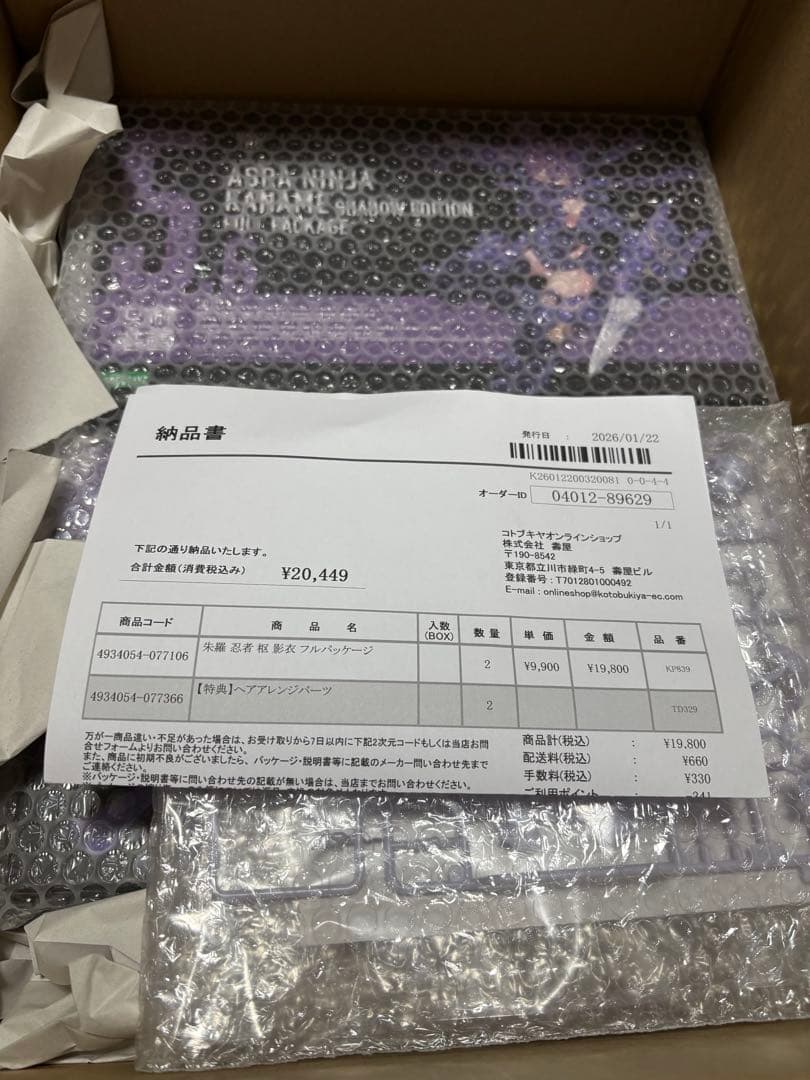 ASRA NINJA
KANAME SHADOW EDITION
FULL PACKAGE
納品書
発行日 : 2026/01/22
K26012200320081 0-0-4-4
オーダーID 04012-89629
1/1
下記の通り納品いたします。
合計金額(消費税込み) ¥20,449
コトブキヤオンラインショップ
株式会社 壽屋
〒190-8542
東京都立川市緑町4-5 壽屋ビル
登録番号:T7012801000492
E-mail : onlineshop@kotobukiya-ec.com
商品コード 商品名 入数(BOX) 数量 単価 金額 品番
4934054-077106 朱羅 忍者 枢 影衣 フルパッケージ 2 ¥9,900 ¥19,800 KP839
4934054-077366 【特典】ヘアアレンジパーツ 2 TD329
万が一商品違い・不足があった場合は、お受け取りから7日以内に下記2次元コードもしくは当店お問
合せフォームよりお問い合わせください。
また、商品に初期不良がございましたら、パッケージ・説明書等に記載のメーカー問い合わせ先まで
ご連絡ください。
※パッケージ・説明書等に問い合わせ先の記載が無い場合は、当店までお問い合わせください。
商品計(税込) : ¥19,800
配送料(税込) : ¥660
手数料(税込) : ¥330
ご利用ポイント : -341